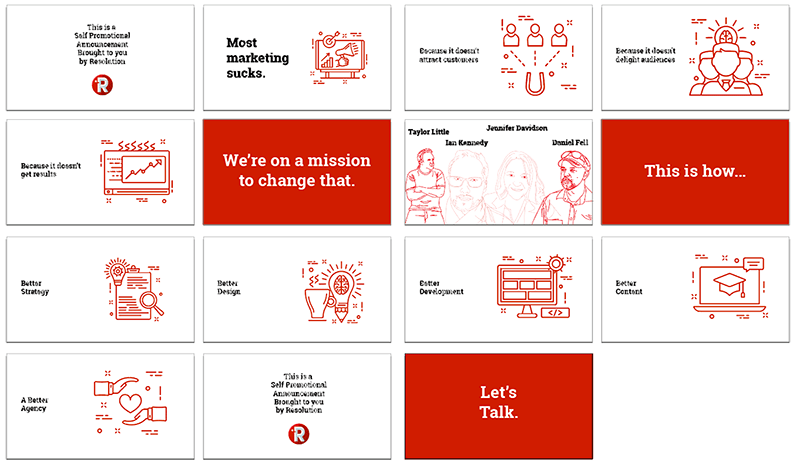 This is a
Self Promotional
Announcement
Brought to you
by Resolution
R
Most
marketing
sucks.
Because it doesn't
attract customers
Because it doesn't
delight audiences
Because it doesn't
get results
We're on a mission
to change that.
Taylor Little
Jennifer Davidson
Ian Kennedy
Daniel Fell
This is how...
Better
Strategy
Better
Design
Better
Development
</>
Better
Content
A Better
Agency
This is a
Self Promotional
Announcement
Brought to you
by Resolution
R
Let's
Talk.